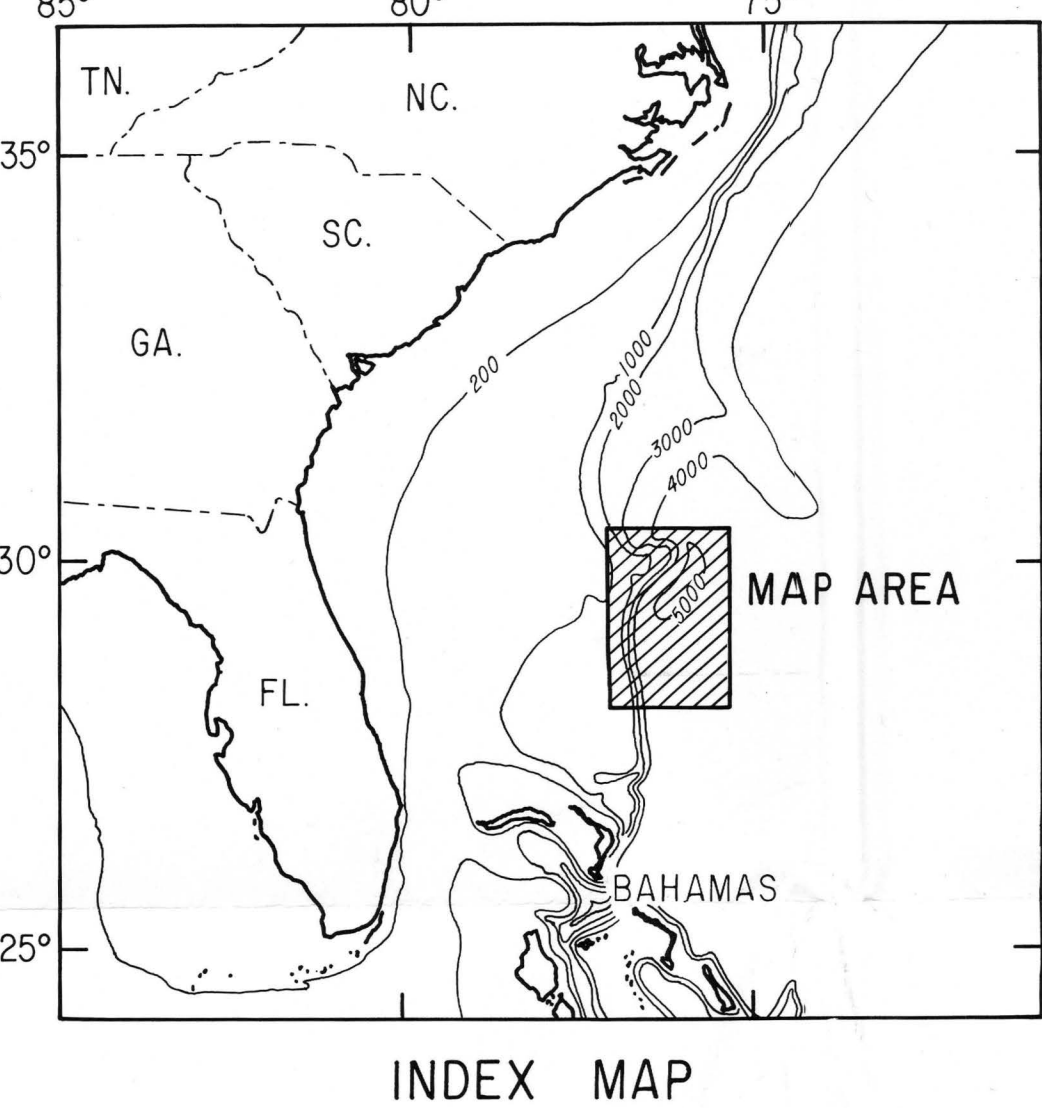 85° 80° 75°
TN.
NC.
35°
SC.
GA.
200
1000
2000
3000
4000
30°
MAP AREA
5000
FL.
BAHAMAS
25°
INDEX MAP